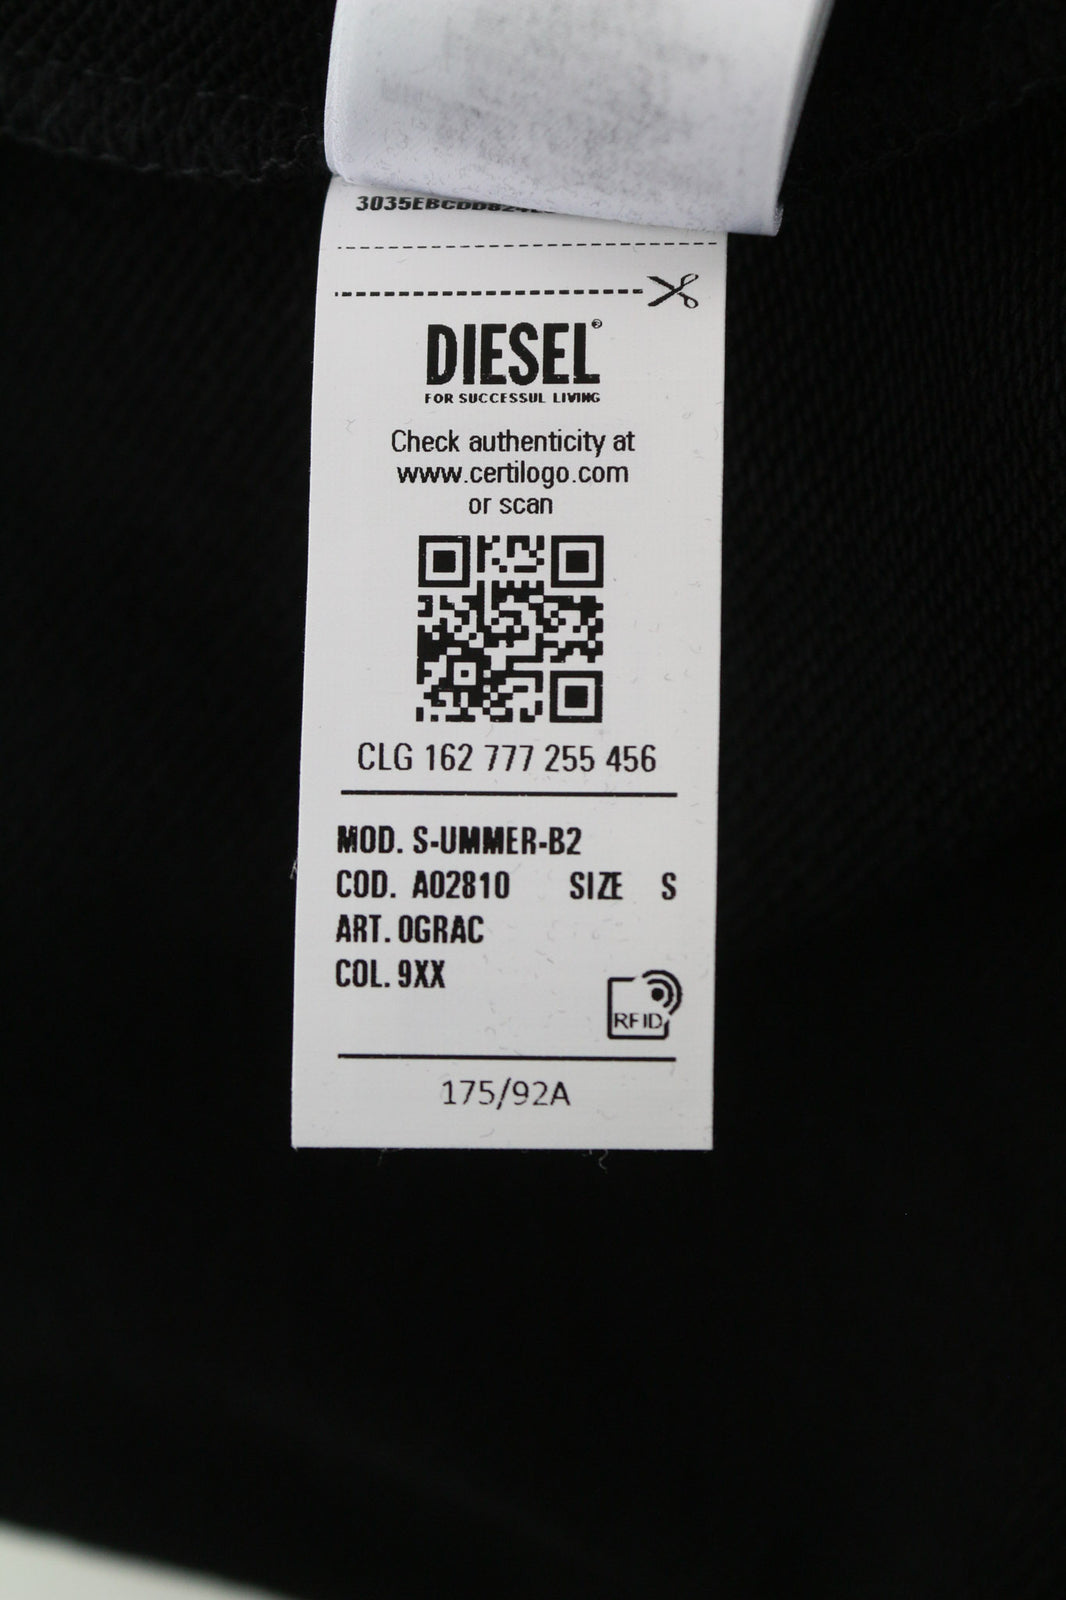 DIESEL®
FOR SUCCESSUL LIVING
Check authenticity at
www.certilogo.com
or scan
CLG 162 777 255 456
MOD. S-UMMER-B2
COD. A02810 SIZE S
ART. 0GRAC
COL. 9XX
RFID
175/92A